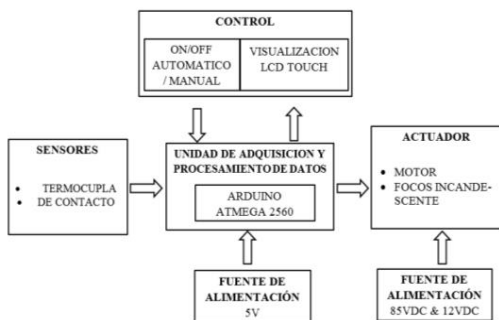 CONTROL
ON/OFF
AUTOMATICO
/ MANUAL
VISUALIZACION
LCD TOUCH
SENSORES
• TERMOCUPLA
• DE CONTACTO
UNIDAD DE ADQUISICION Y
PROCESAMIENTO DE DATOS
ARDUINO
ATMEGA 2560
ACTUADOR
• MOTOR
• FOCOS INCANDE-
SCENTE
FUENTE DE
ALIMENTACIÓN
5V
FUENTE DE
ALIMENTACIÓN
85VDC & 12VDC